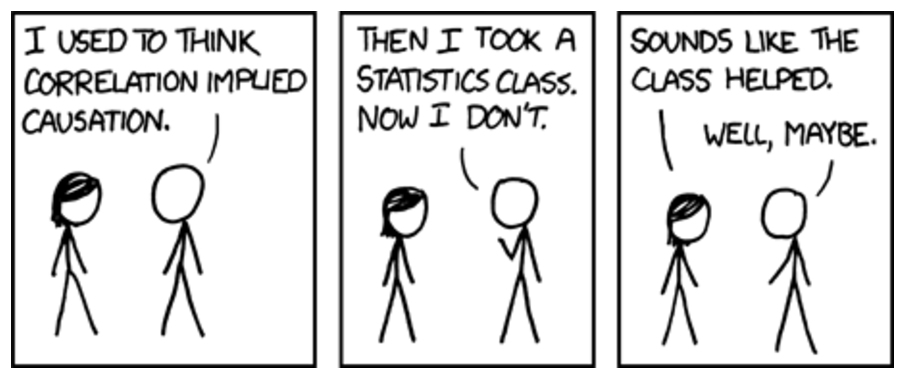 I USED TO THINK
CORRELATION IMPLIED
CAUSATION.
THEN I TOOK A
STATISTICS CLASS.
NOW I DON'T.
SOUNDS LIKE THE
CLASS HELPED.
WELL, MAYBE.